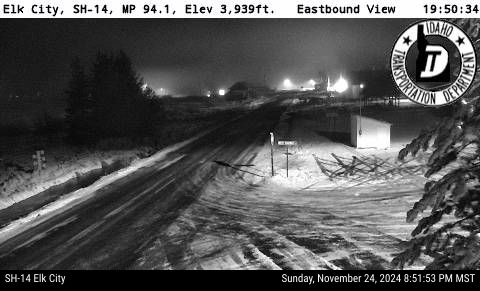 Elk City, SH-14, MP 94.1, Elev 3,939ft. Eastbound View 19:50:34
IDAHO
TRANSPORTATION DEPARTMENT
SH-14 Elk City Sunday, November 24, 2024 8:51:53 PM MST